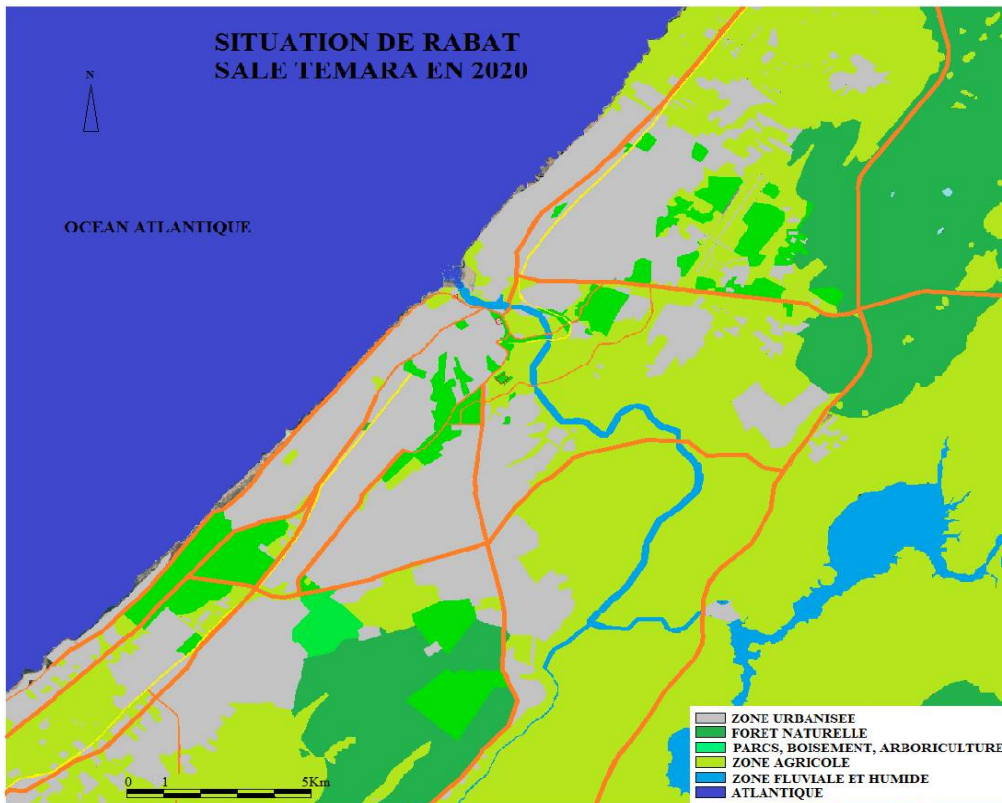 SITUATION DE RABAT
SALE TEMARA EN 2020
N
OCEAN ATLANTIQUE
ZONE URBANISEE
FORET NATURELLE
PARCS, BOISEMENT, ARBORICULTURE
ZONE AGRICOLE
ZONE FLUVIALE ET HUMIDE
ATLANTIQUE
0 1 5Km